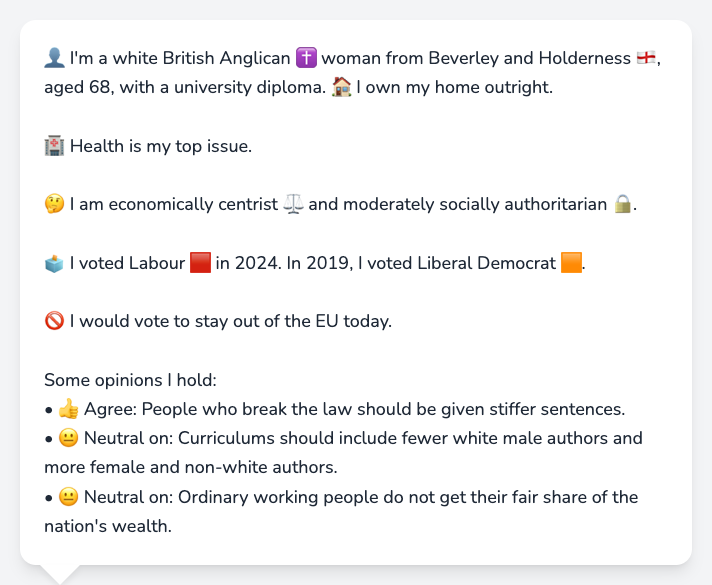 👤 I'm a white British Anglican ✝️ woman from Beverley and Holderness 🏴󠁧󠁢󠁥󠁮󠁧󠁿,
aged 68, with a university diploma. 🏠 I own my home outright.
🏥 Health is my top issue.
🤔 I am economically centrist ⚖️ and moderately socially authoritarian 🔒.
🗳️ I voted Labour 🟥 in 2024. In 2019, I voted Liberal Democrat 🟧.
🚫 I would vote to stay out of the EU today.
Some opinions I hold:
• 👍 Agree: People who break the law should be given stiffer sentences.
• 😐 Neutral on: Curriculums should include fewer white male authors and
more female and non-white authors.
• 😐 Neutral on: Ordinary working people do not get their fair share of the
nation's wealth.